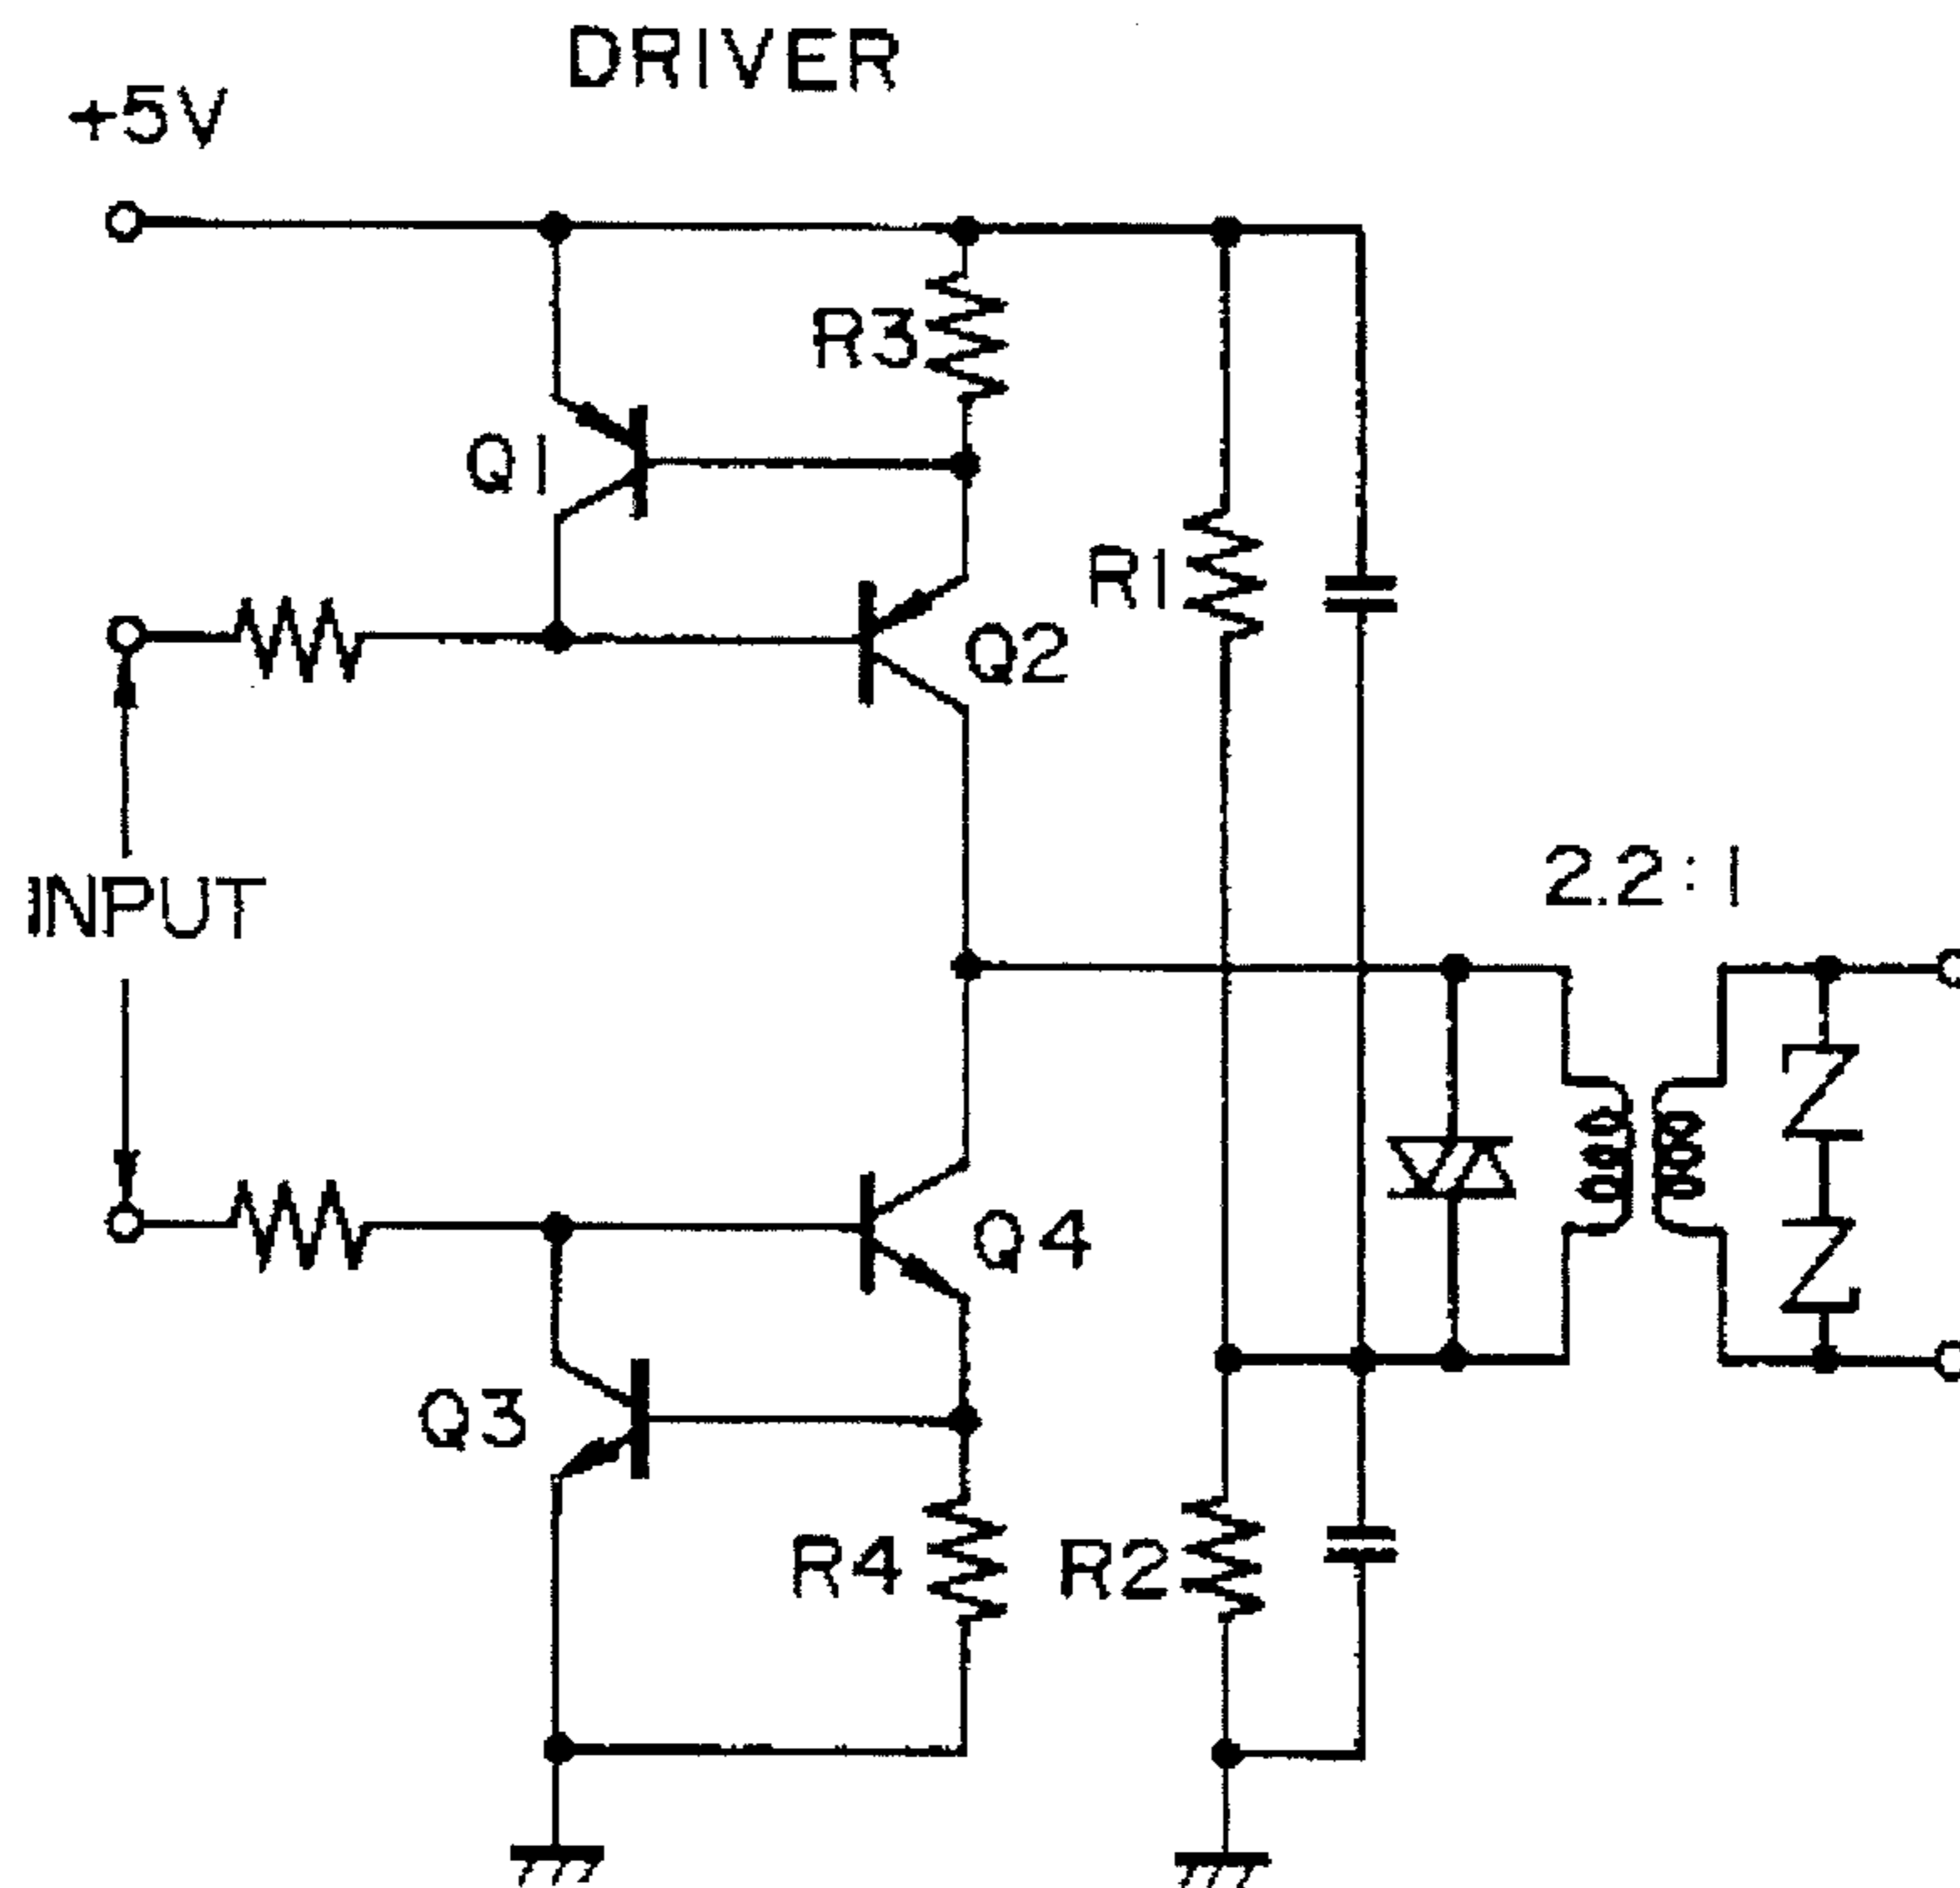 DRIVER
+5V
R3
Q1
R1
Q2
2.2:1
INPUT
Q4
Q3
R4
R2